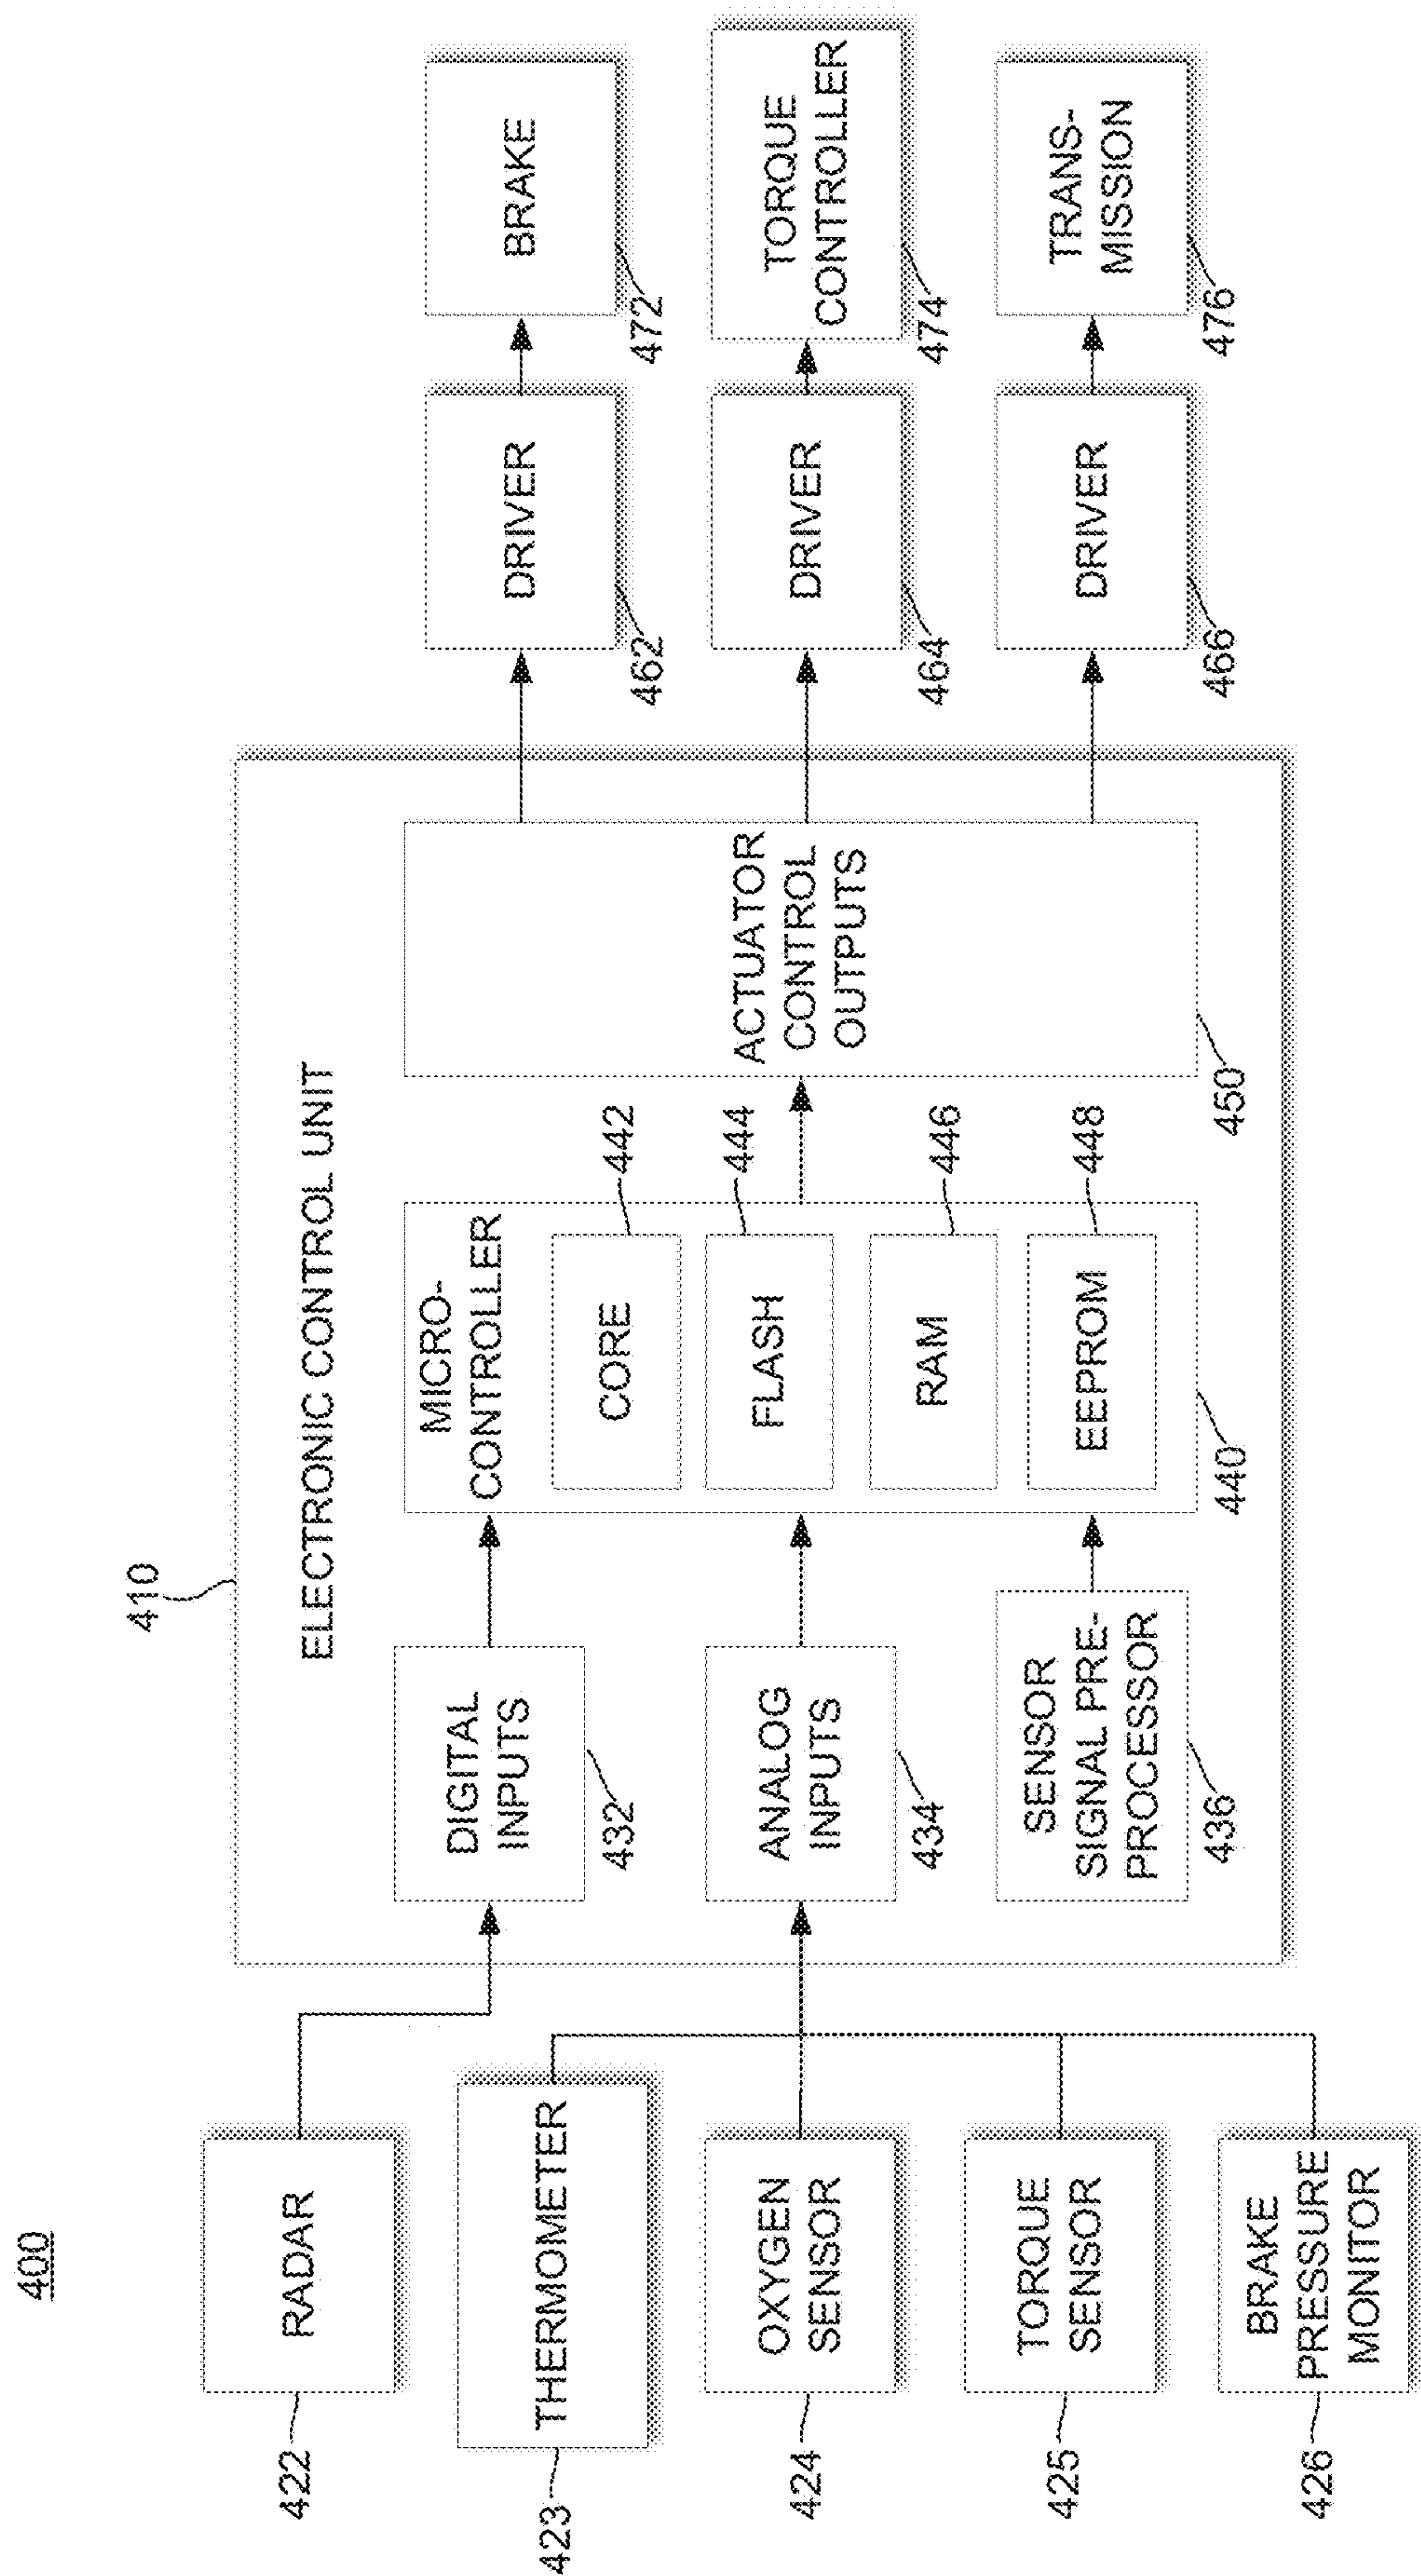 400
410
ELECTRONIC CONTROL UNIT
RADAR
422
THERMOMETER
423
OXYGEN
SENSOR
424
TORQUE
SENSOR
425
BRAKE
PRESSURE
MONITOR
426
DIGITAL
INPUTS
432
ANALOG
INPUTS
434
SENSOR
SIGNAL PRE-
PROCESSOR
436
MICRO-
CONTROLLER
CORE
442
FLASH
444
RAM
446
EEPROM
448
440
ACTUATOR
CONTROL
OUTPUTS
450
DRIVER
462
DRIVER
464
DRIVER
466
BRAKE
472
TORQUE
CONTROLLER
474
TRANS-
MISSION
476